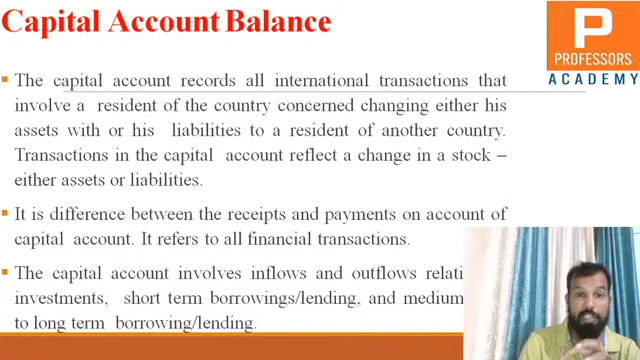 Capital Account Balance
PROFESSORS
ACADEMY
The capital account records all international transactions that
involve a resident of the country concerned changing either his
assets with or his liabilities to a resident of another country.
Transactions in the capital account reflect a change in a stock –
either assets or liabilities.
It is difference between the receipts and payments on account of
capital account. It refers to all financial transactions.
The capital account involves inflows and outflows
investments, short term borrowings/lending, and medium
to long term borrowing/lending.